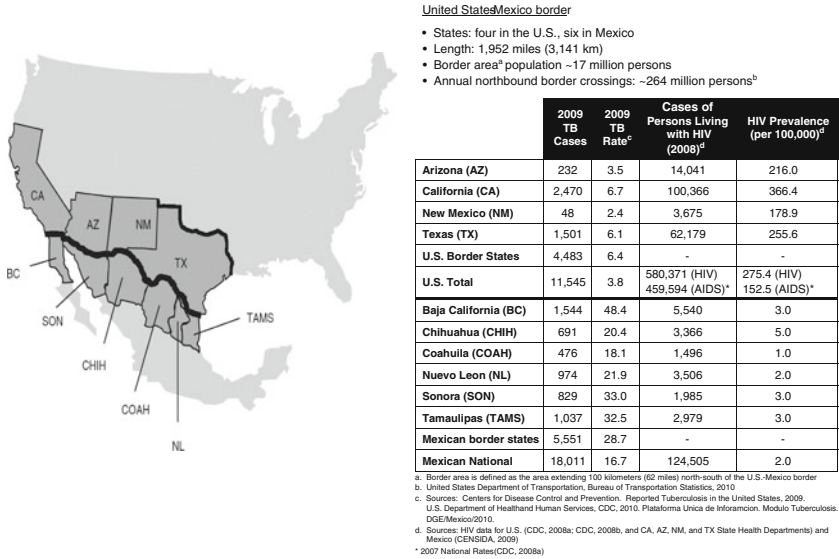 United StatesMexico border
• States: four in the U.S., six in Mexico
• Length: 1,952 miles (3,141 km)
• Border areaᵃ population ~17 million persons
• Annual northbound border crossings: ~264 million personsᵇ
CA
AZ
NM
TX
BC
SON
CHIH
COAH
NL
TAMS
2009 TB Cases | 2009 TB Rateᶜ | Cases of Persons Living with HIV (2008)ᵈ | HIV Prevalence (per 100,000)ᵈ
Arizona (AZ) 232 3.5 14,041 216.0
California (CA) 2,470 6.7 100,366 366.4
New Mexico (NM) 48 2.4 3,675 178.9
Texas (TX) 1,501 6.1 62,179 255.6
U.S. Border States 4,483 6.4 - -
U.S. Total 11,545 3.8 580,371 (HIV) 459,594 (AIDS)* 275.4 (HIV) 152.5 (AIDS)*
Baja California (BC) 1,544 48.4 5,540 3.0
Chihuahua (CHIH) 691 20.4 3,366 5.0
Coahuila (COAH) 476 18.1 1,496 1.0
Nuevo Leon (NL) 974 21.9 3,506 2.0
Sonora (SON) 829 33.0 1,985 3.0
Tamaulipas (TAMS) 1,037 32.5 2,979 3.0
Mexican border states 5,551 28.7 - -
Mexican National 18,011 16.7 124,505 2.0
a. Border area is defined as the area extending 100 kilometers (62 miles) north-south of the U.S.-Mexico border
b. United States Department of Transportation, Bureau of Transportation Statistics, 2010
c. Sources: Centers for Disease Control and Prevention. Reported Tuberculosis in the United States, 2009.
U.S. Department of Healthand Human Services, CDC, 2010. Plataforma Unica de Inforamcion. Modulo Tuberculosis.
DGE/Mexico/2010.
d. Sources: HIV data for U.S. (CDC, 2008a; CDC, 2008b, and CA, AZ, NM, and TX State Health Departments) and
Mexico (CENSIDA, 2009)
* 2007 National Rates(CDC, 2008a)